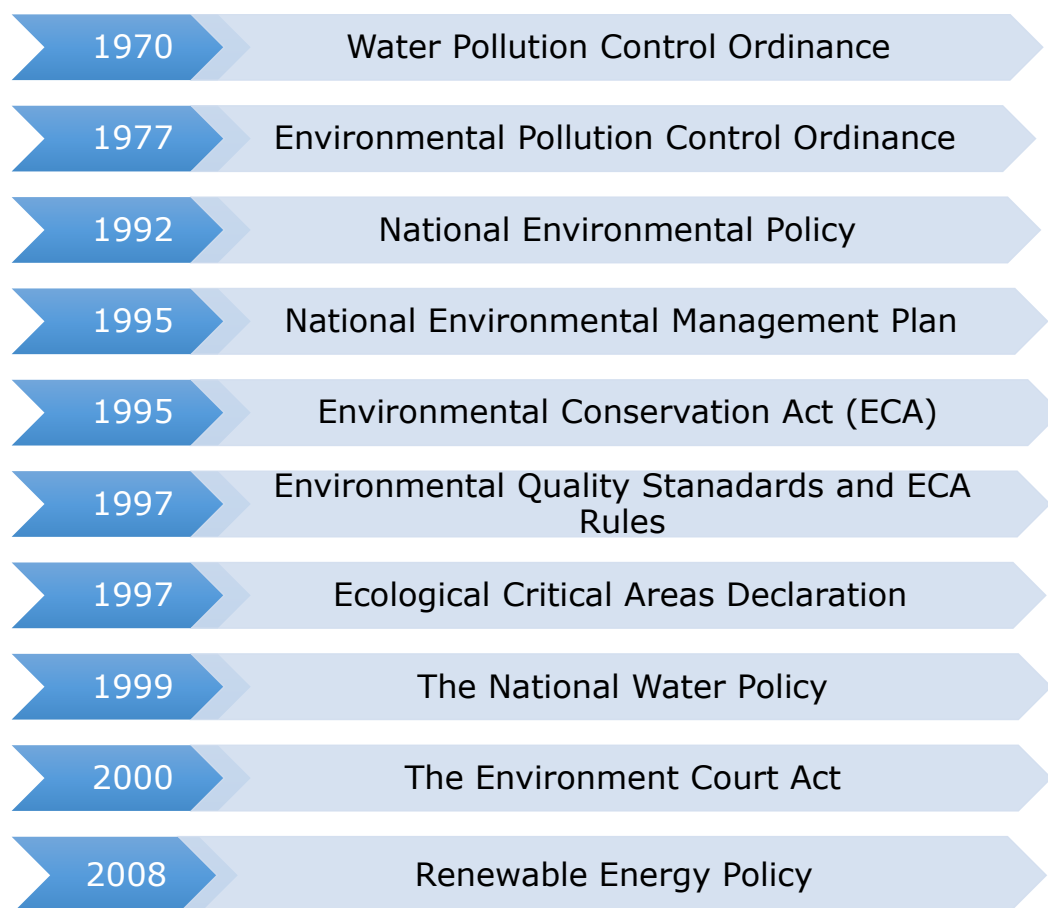 1970
Water Pollution Control Ordinance
1977
Environmental Pollution Control Ordinance
1992
National Environmental Policy
1995
National Environmental Management Plan
1995
Environmental Conservation Act (ECA)
1997
Environmental Quality Stanadards and ECA
Rules
1997
Ecological Critical Areas Declaration
1999
The National Water Policy
2000
The Environment Court Act
2008
Renewable Energy Policy